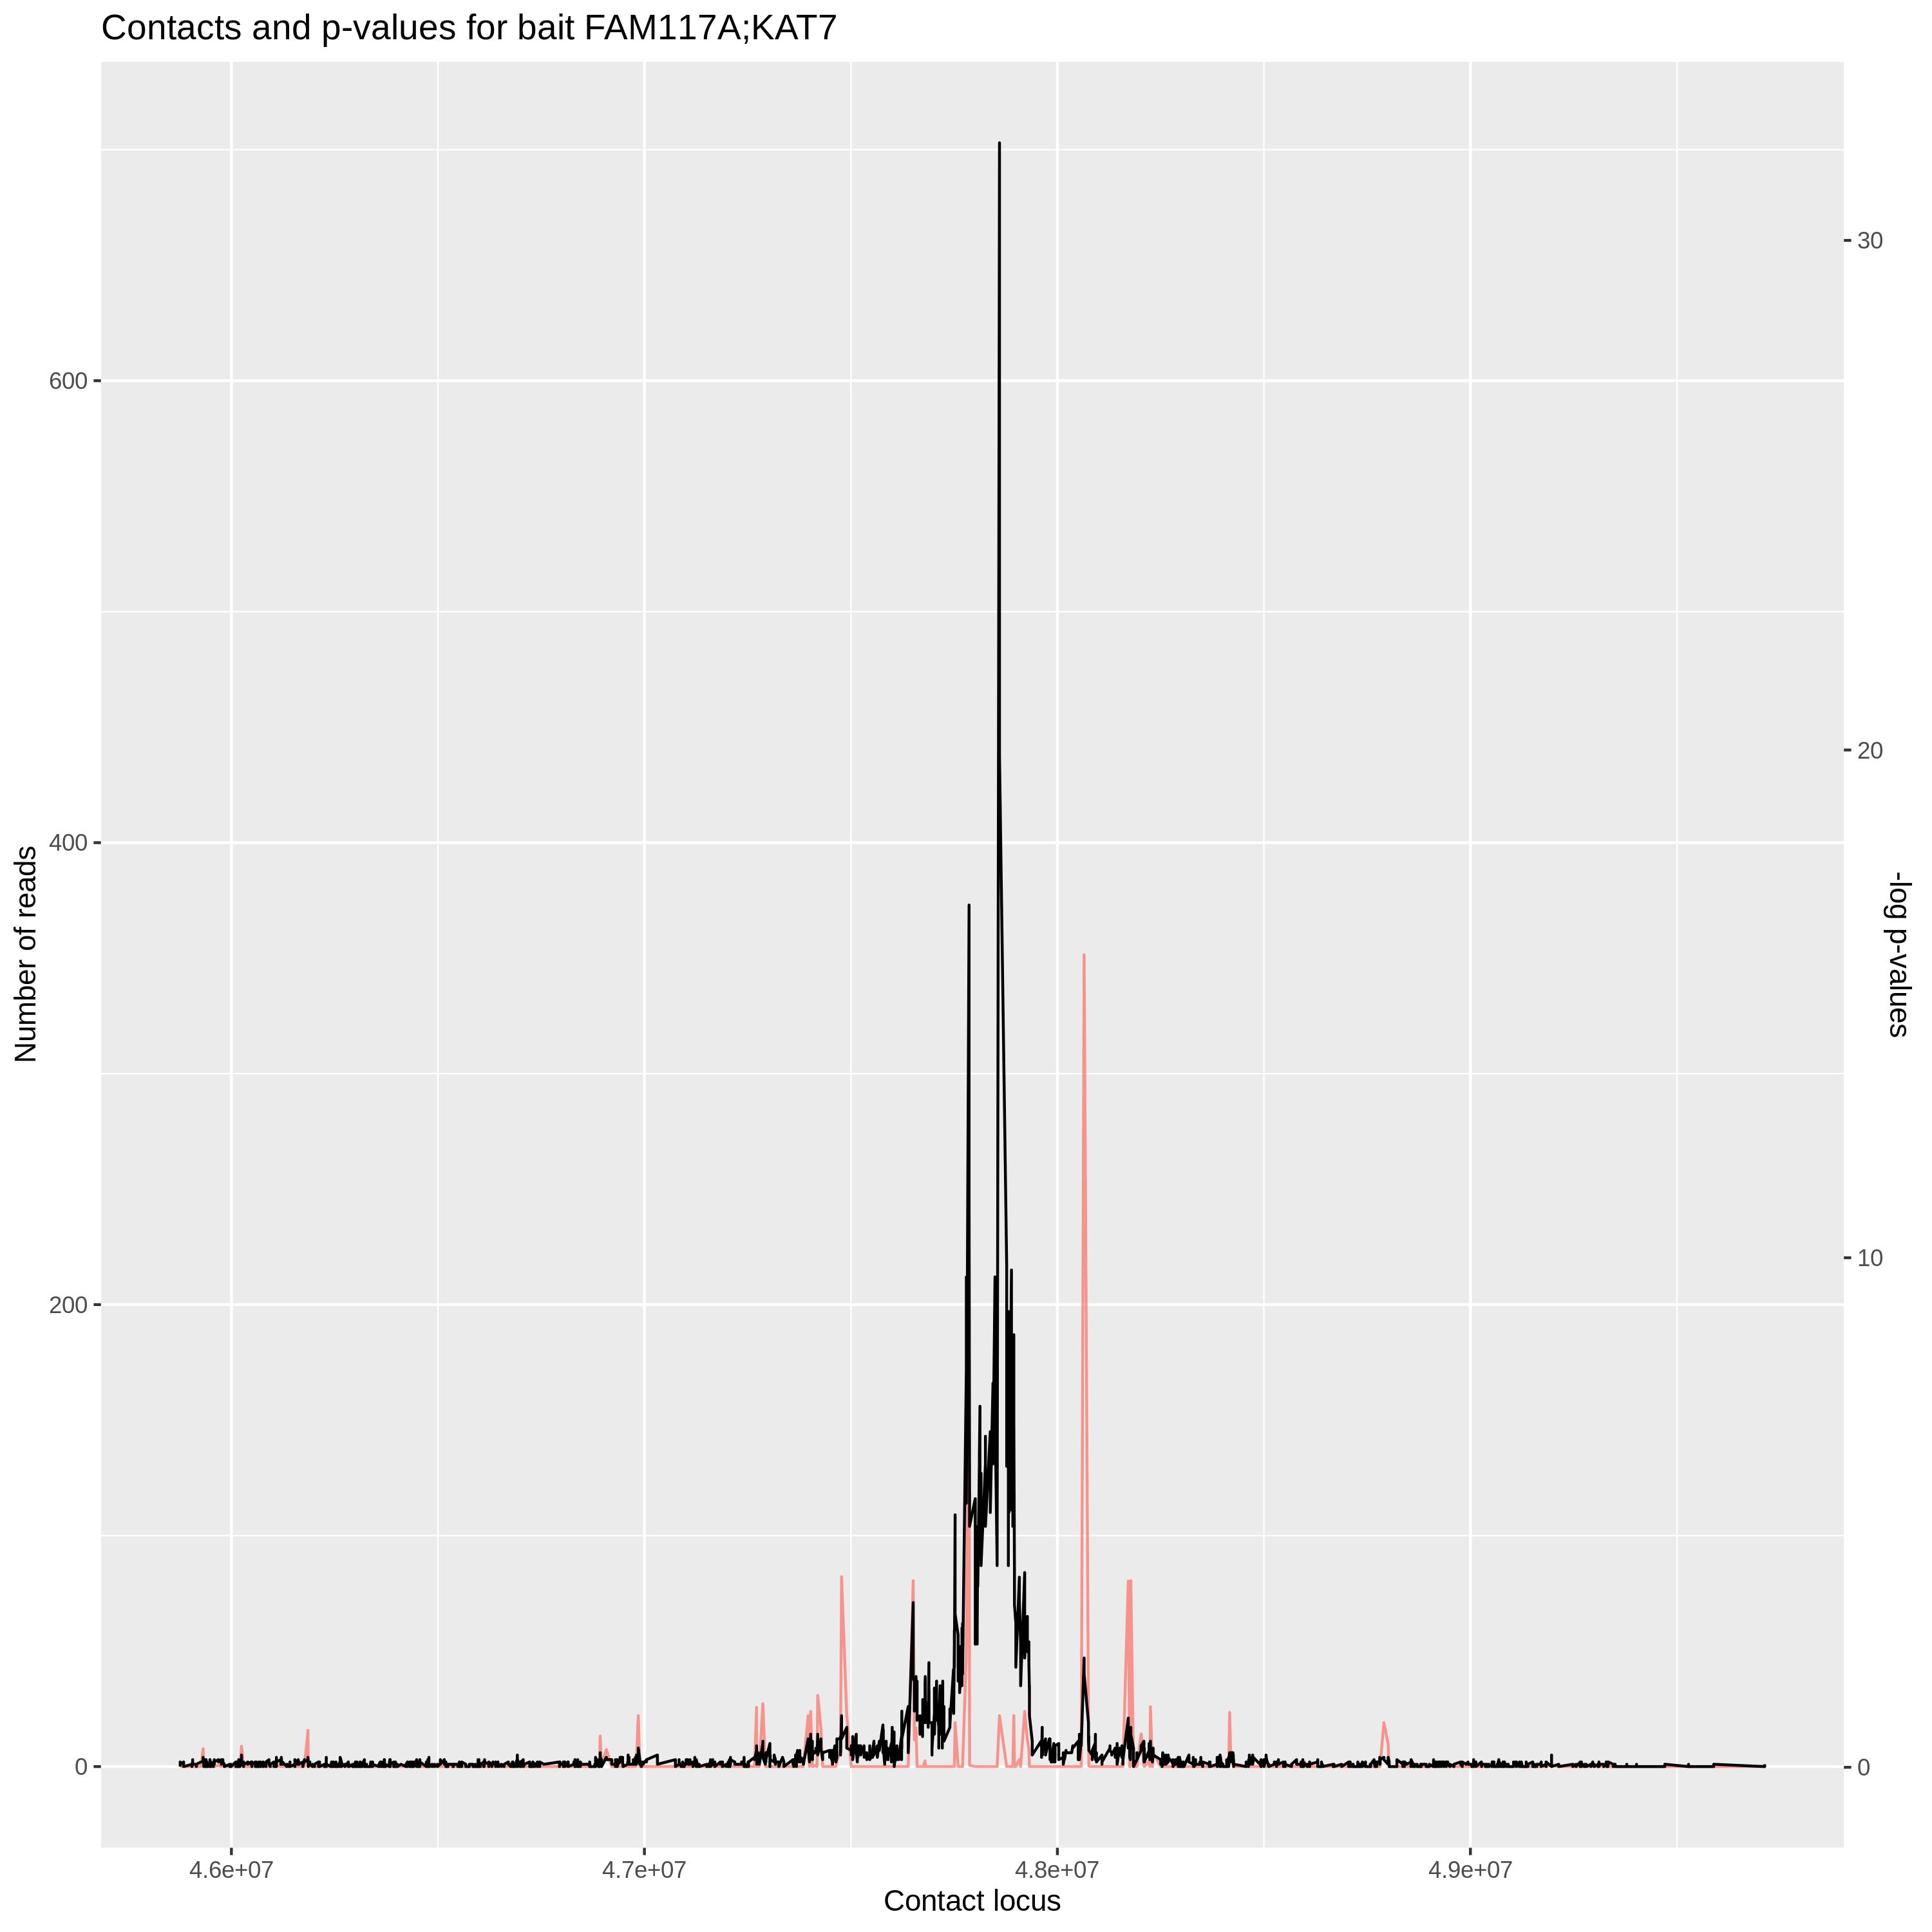 Contacts and p-values for bait FAM117A;KAT7
Number of reads
600
400
200
0
30
20
10
0
-log p-values
4.6e+07
4.7e+07
4.8e+07
4.9e+07
Contact locus